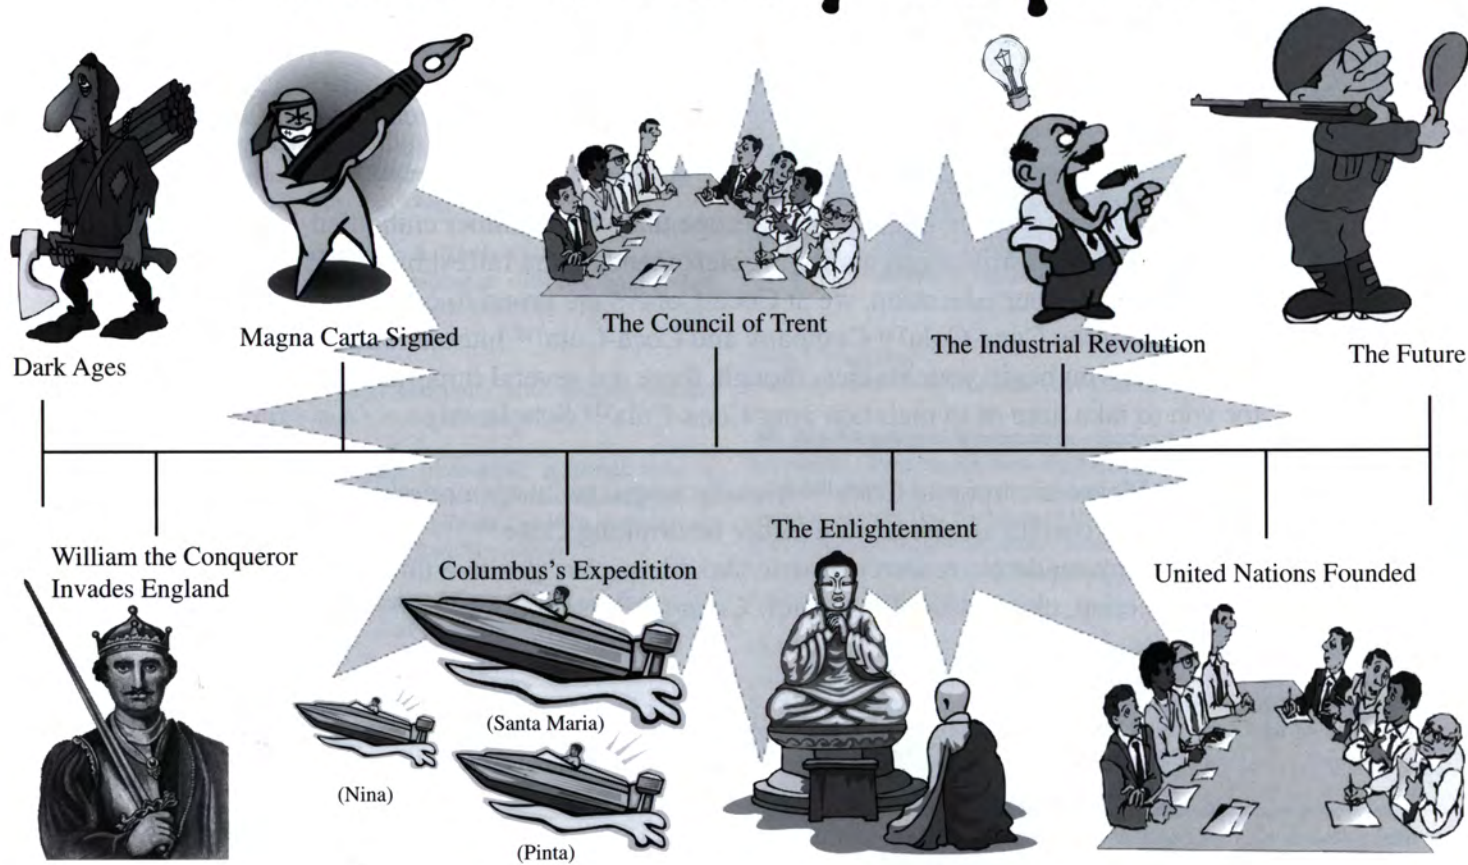 Dark Ages
Magna Carta Signed
The Council of Trent
The Industrial Revolution
The Future
William the Conqueror
Invades England
Columbus's Expedititon
(Santa Maria)
(Nina)
(Pinta)
The Enlightenment
United Nations Founded